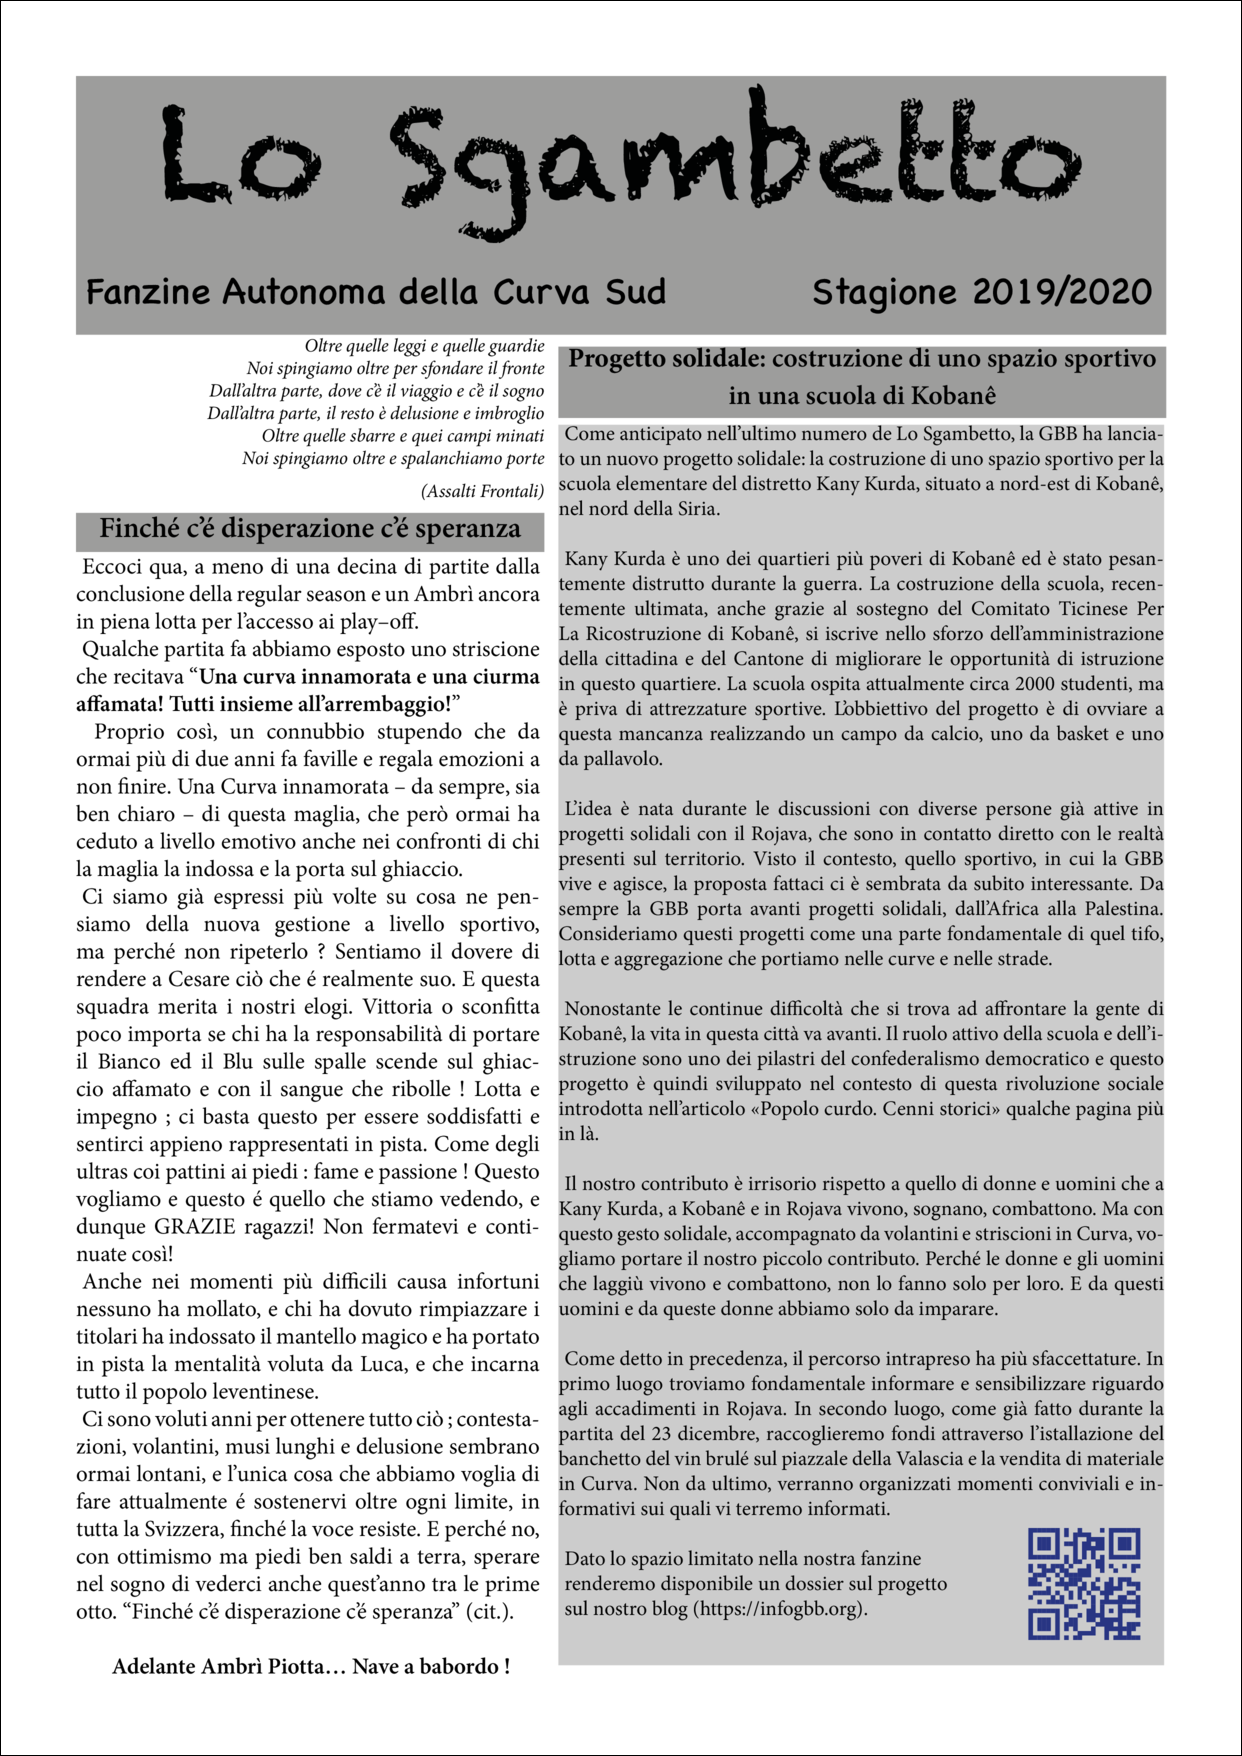 Lo Sgambetto
Fanzine Autonoma della Curva Sud
Stagione 2019/2020
Oltre quelle leggi e quelle guardie
Noi spingiamo oltre per sfondare il fronte
Dall'altra parte, dove c'è il viaggio e c'è il sogno
Dall'altra parte, il resto è delusione e imbroglio
Oltre quelle sbarre e quei campi minati
Noi spingiamo oltre e spalanchiamo porte
(Assalti Frontali)
Finché c'é disperazione c'é speranza
Eccoci qua, a meno di una decina di partite dalla
conclusione della regular season e un Ambrì ancora
in piena lotta per l'accesso ai play–off.
Qualche partita fa abbiamo esposto uno striscione
che recitava “Una curva innamorata e una ciurma
affamata! Tutti insieme all'arrembaggio!”
Proprio così, un connubbio stupendo che da
ormai più di due anni fa faville e regala emozioni a
non finire. Una Curva innamorata – da sempre, sia
ben chiaro – di questa maglia, che però ormai ha
ceduto a livello emotivo anche nei confronti di chi
la maglia la indossa e la porta sul ghiaccio.
Ci siamo già espressi più volte su cosa ne pen-
siamo della nuova gestione a livello sportivo,
ma perché non ripeterlo ? Sentiamo il dovere di
rendere a Cesare ciò che é realmente suo. E questa
squadra merita i nostri elogi. Vittoria o sconfitta
poco importa se chi ha la responsabilità di portare
il Bianco ed il Blu sulle spalle scende sul ghiac-
cio affamato e con il sangue che ribolle ! Lotta e
impegno ; ci basta questo per essere soddisfatti e
sentirci appieno rappresentati in pista. Come degli
ultras coi pattini ai piedi : fame e passione ! Questo
vogliamo e questo é quello che stiamo vedendo, e
dunque GRAZIE ragazzi! Non fermatevi e conti-
nuate così!
Anche nei momenti più difficili causa infortuni
nessuno ha mollato, e chi ha dovuto rimpiazzare i
titolari ha indossato il mantello magico e ha portato
in pista la mentalità voluta da Luca, e che incarna
tutto il popolo leventinese.
Ci sono voluti anni per ottenere tutto ciò ; contesta-
zioni, volantini, musi lunghi e delusione sembrano
ormai lontani, e l'unica cosa che abbiamo voglia di
fare attualmente é sostenervi oltre ogni limite, in
tutta la Svizzera, finché la voce resiste. E perché no,
con ottimismo ma piedi ben saldi a terra, sperare
nel sogno di vederci anche quest'anno tra le prime
otto. “Finché c'é disperazione c'é speranza” (cit.).
Adelante Ambrì Piotta… Nave a babordo !
Progetto solidale: costruzione di uno spazio sportivo
in una scuola di Kobanê
Come anticipato nell'ultimo numero de Lo Sgambetto, la GBB ha lancia-
to un nuovo progetto solidale: la costruzione di uno spazio sportivo per la
scuola elementare del distretto Kany Kurda, situato a nord-est di Kobanê,
nel nord della Siria.
Kany Kurda è uno dei quartieri più poveri di Kobanê ed è stato pesan-
temente distrutto durante la guerra. La costruzione della scuola, recen-
temente ultimata, anche grazie al sostegno del Comitato Ticinese Per
La Ricostruzione di Kobanê, si iscrive nello sforzo dell'amministrazione
della cittadina e del Cantone di migliorare le opportunità di istruzione
in questo quartiere. La scuola ospita attualmente circa 2000 studenti, ma
è priva di attrezzature sportive. L'obbiettivo del progetto è di ovviare a
questa mancanza realizzando un campo da calcio, uno da basket e uno
da pallavolo.
L'idea è nata durante le discussioni con diverse persone già attive in
progetti solidali con il Rojava, che sono in contatto diretto con le realtà
presenti sul territorio. Visto il contesto, quello sportivo, in cui la GBB
vive e agisce, la proposta fattaci ci è sembrata da subito interessante. Da
sempre la GBB porta avanti progetti solidali, dall'Africa alla Palestina.
Consideriamo questi progetti come una parte fondamentale di quel tifo,
lotta e aggregazione che portiamo nelle curve e nelle strade.
Nonostante le continue difficoltà che si trova ad affrontare la gente di
Kobanê, la vita in questa città va avanti. Il ruolo attivo della scuola e dell'i-
struzione sono uno dei pilastri del confederalismo democratico e questo
progetto è quindi sviluppato nel contesto di questa rivoluzione sociale
introdotta nell'articolo «Popolo curdo. Cenni storici» qualche pagina più
in là.
Il nostro contributo è irrisorio rispetto a quello di donne e uomini che a
Kany Kurda, a Kobanê e in Rojava vivono, sognano, combattono. Ma con
questo gesto solidale, accompagnato da volantini e striscioni in Curva, vo-
gliamo portare il nostro piccolo contributo. Perché le donne e gli uomini
che laggiù vivono e combattono, non lo fanno solo per loro. E da questi
uomini e da queste donne abbiamo solo da imparare.
Come detto in precedenza, il percorso intrapreso ha più sfaccettature. In
primo luogo troviamo fondamentale informare e sensibilizzare riguardo
agli accadimenti in Rojava. In secondo luogo, come già fatto durante la
partita del 23 dicembre, raccoglieremo fondi attraverso l'istallazione del
banchetto del vin brulé sul piazzale della Valascia e la vendita di materiale
in Curva. Non da ultimo, verranno organizzati momenti conviviali e in-
formativi sui quali vi terremo informati.
Dato lo spazio limitato nella nostra fanzine
renderemo disponibile un dossier sul progetto
sul nostro blog (https://infogbb.org).